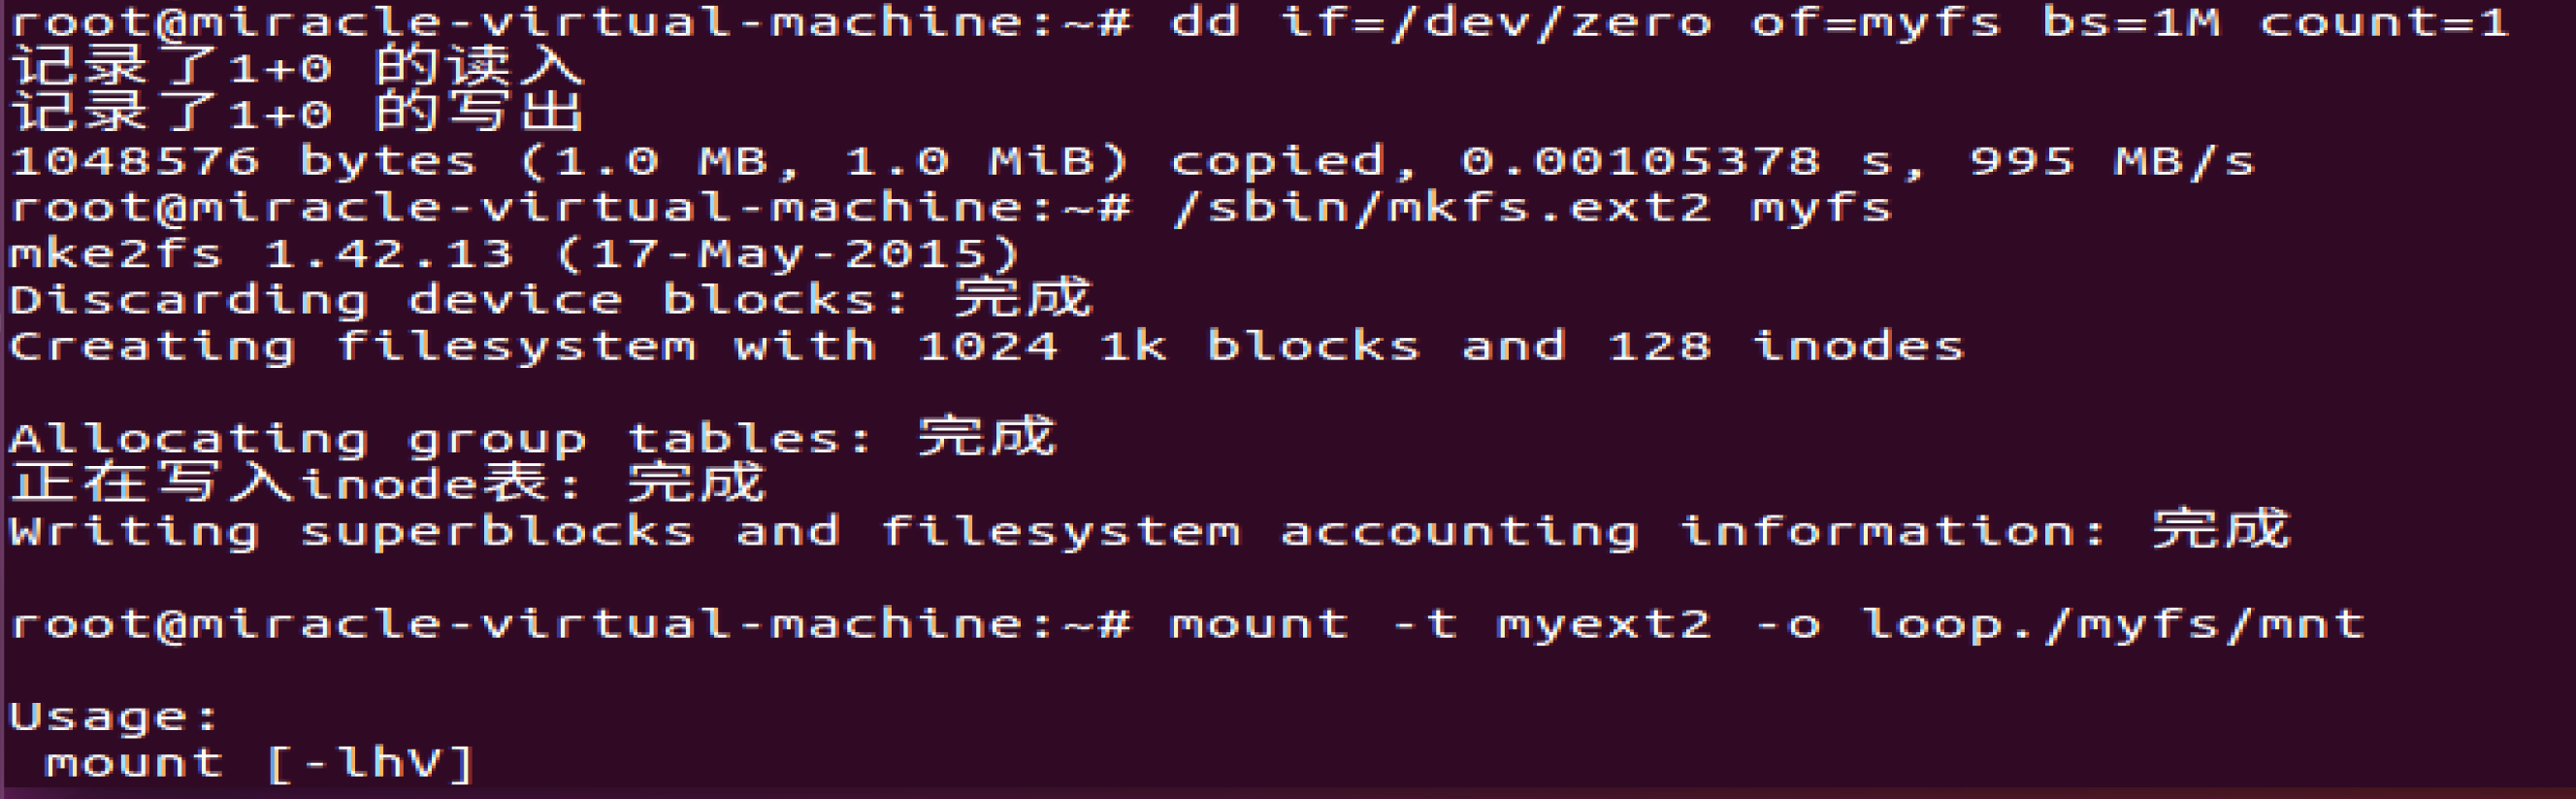 root@miracle-virtual-machine:~# dd if=/dev/zero of=myfs bs=1M count=1
记录了1+0 的读入
记录了1+0 的写出
1048576 bytes (1.0 MB, 1.0 MiB) copied, 0.00105378 s, 995 MB/s
root@miracle-virtual-machine:~# /sbin/mkfs.ext2 myfs
mke2fs 1.42.13 (17-May-2015)
Discarding device blocks: 完成
Creating filesystem with 1024 1k blocks and 128 inodes
Allocating group tables: 完成
正在写入inode表: 完成
Writing superblocks and filesystem accounting information: 完成
root@miracle-virtual-machine:~# mount -t myext2 -o loop./myfs/mnt
Usage:
mount [-lhV]